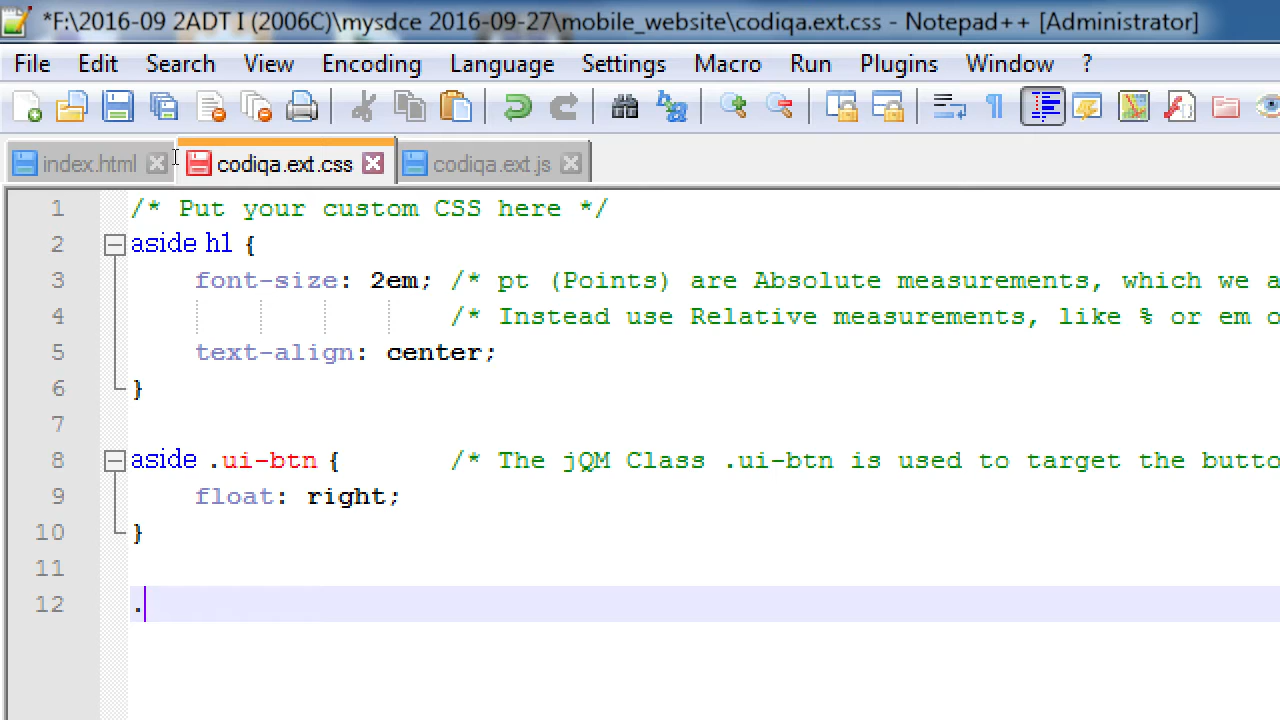 *F:\2016-09 2ADT I (2006C)\mysdce 2016-09-27\mobile_website\codiqa.ext.css - Notepad++ [Administrator]
File Edit Search View Encoding Language Settings Macro Run Plugins Window ?
index.html codiqa.ext.css codiqa.ext.js
1 /* Put your custom CSS here */
2 aside h1 {
3 font-size: 2em; /* pt (Points) are Absolute measurements, which we a
4 /* Instead use Relative measurements, like % or em o
5 text-align: center;
6 }
7
8 aside .ui-btn { /* The jQM Class .ui-btn is used to target the butto
9 float: right;
10 }
11
12 .